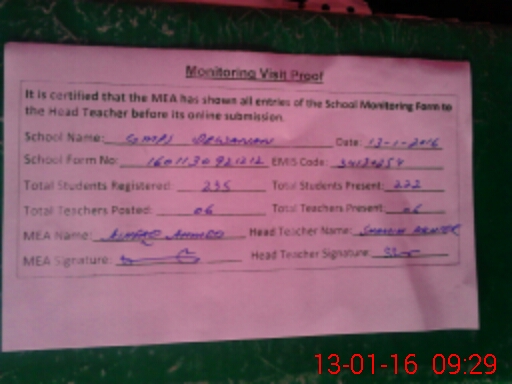 Monitoring Visit Proof
It is certified that the MEA has shown all entries of the School Monitoring Form to
the Head Teacher before its online submission.
School Name: Date: 13-1-2016
School Form No: EMIS Code:
Total Students Registered: 235 Total Students Present: 222
Total Teachers Posted: 06 Total Teachers Present: 06
MEA Name: Ahmed Head Teacher Name:
MEA Signature: Head Teacher Signature:
13-01-16 09:29